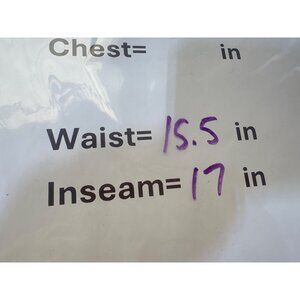 Chest= in
Waist= 15.5 in
Inseam= 17 in